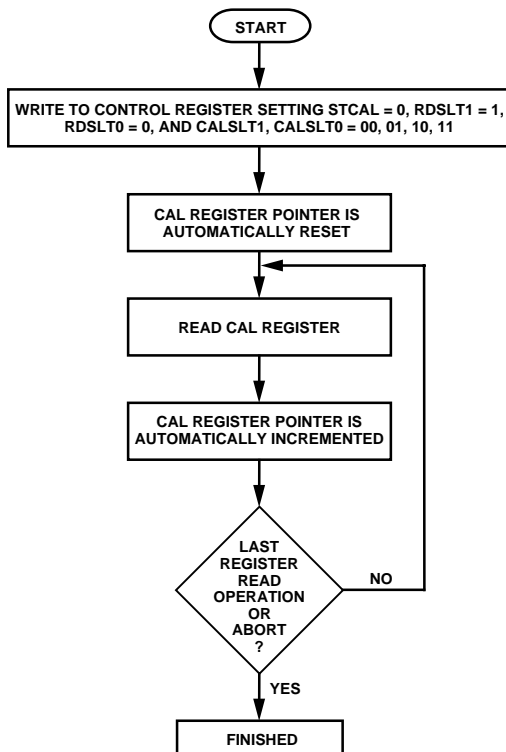 START
WRITE TO CONTROL REGISTER SETTING STCAL = 0, RDSLT1 = 1,
RDSLT0 = 0, AND CALSLT1, CALSLT0 = 00, 01, 10, 11
CAL REGISTER POINTER IS
AUTOMATICALLY RESET
READ CAL REGISTER
CAL REGISTER POINTER IS
AUTOMATICALLY INCREMENTED
LAST
REGISTER
READ
OPERATION
OR
ABORT
?
NO
YES
FINISHED